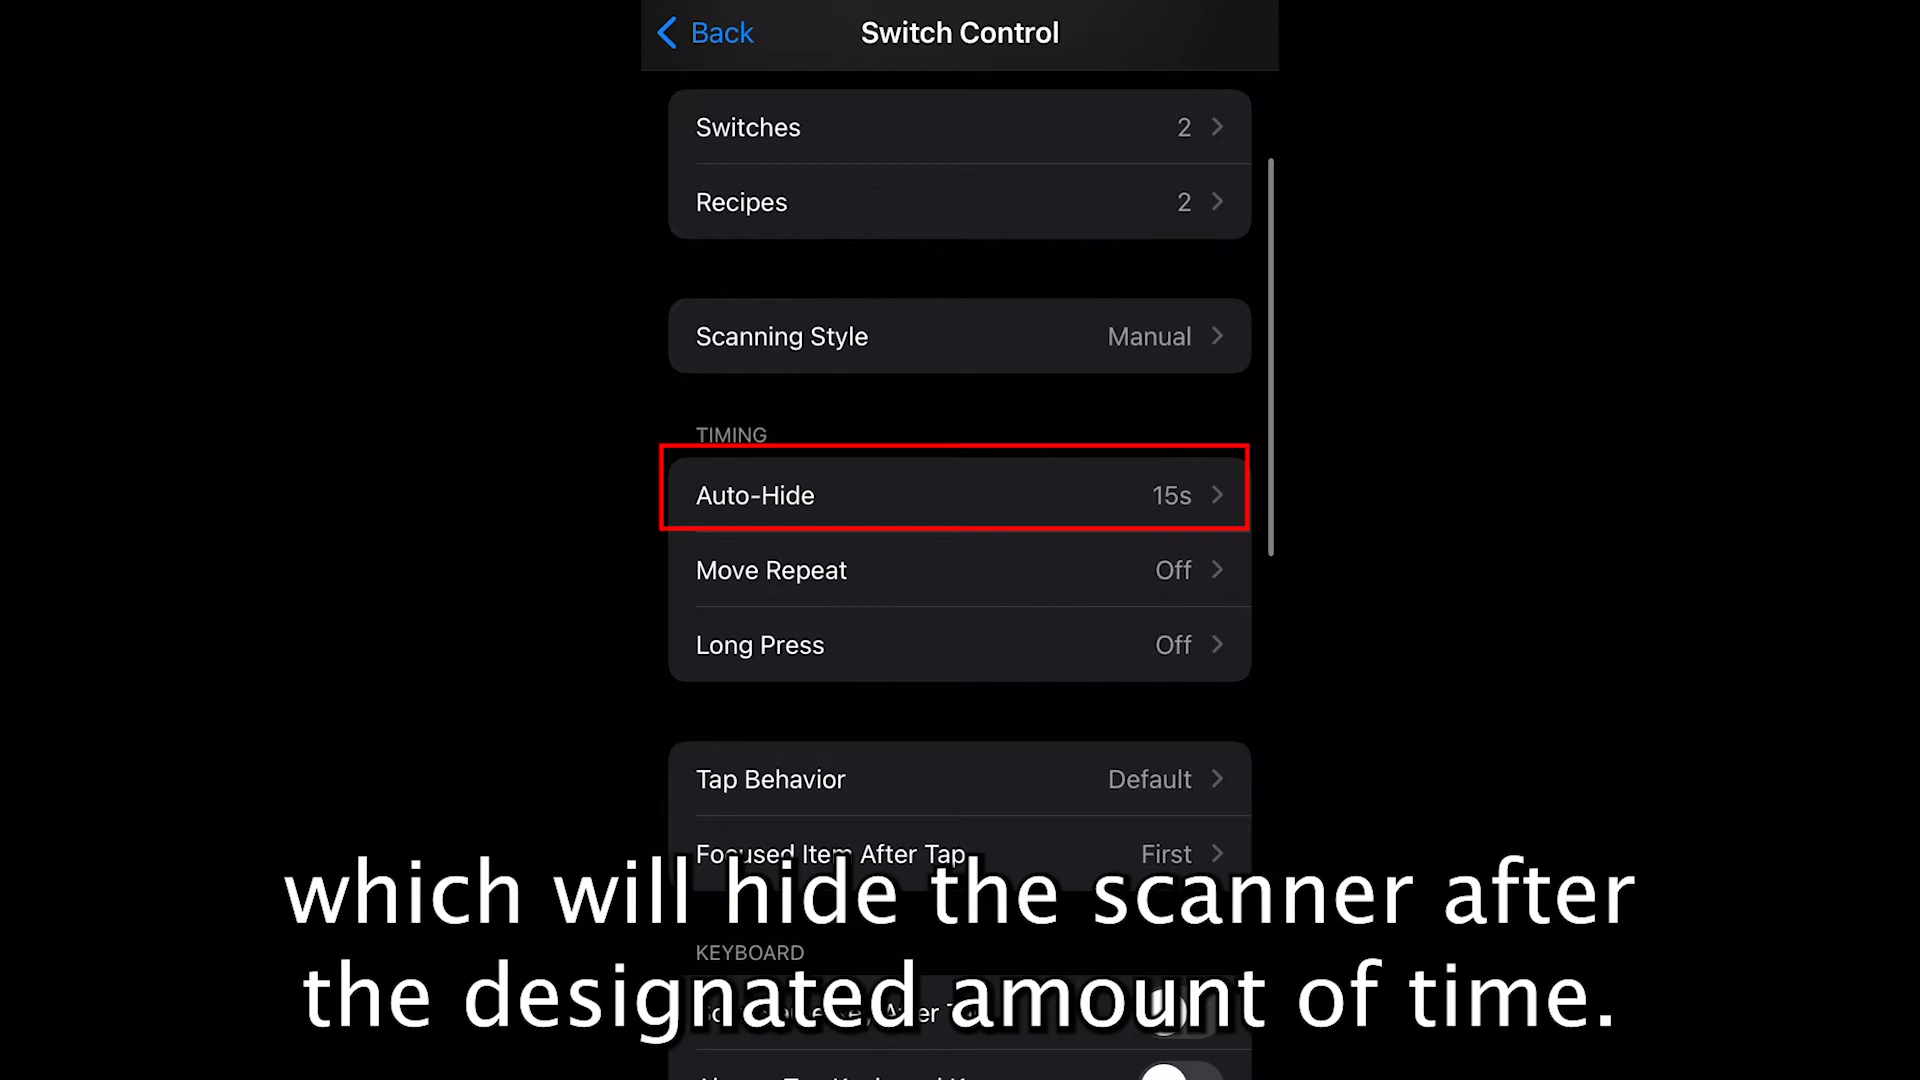 Back
Switch Control
Switches 2
Recipes 2
Scanning Style Manual
TIMING
Auto-Hide 15s
Move Repeat Off
Long Press Off
Tap Behavior Default
Focused Item After Tap First
which will hide the scanner after
KEYBOARD
the designated amount of time.